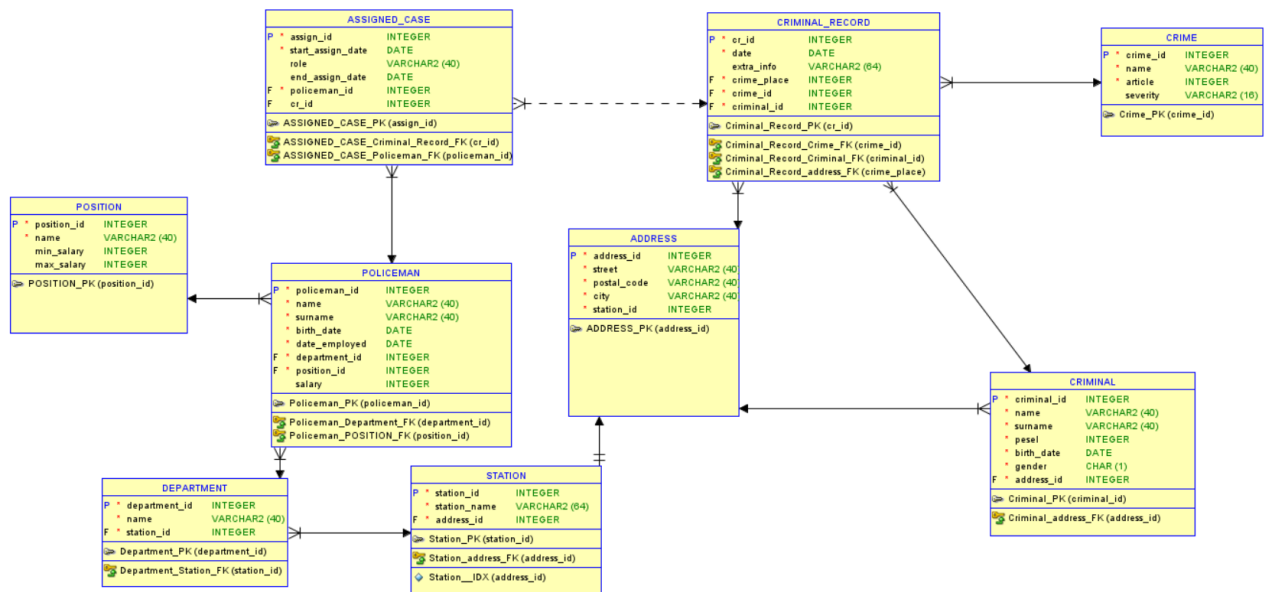 ASSIGNED_CASE
P * assign_id INTEGER
* start_assign_date DATE
role VARCHAR2 (40)
end_assign_date DATE
F * policeman_id INTEGER
F cr_id INTEGER
ASSIGNED_CASE_PK (assign_id)
ASSIGNED_CASE_Criminal_Record_FK (cr_id)
ASSIGNED_CASE_Policeman_FK (policeman_id)
CRIMINAL_RECORD
P * cr_id INTEGER
* date DATE
extra_info VARCHAR2 (64)
F * crime_place INTEGER
F * crime_id INTEGER
F * criminal_id INTEGER
Criminal_Record_PK (cr_id)
Criminal_Record_Crime_FK (crime_id)
Criminal_Record_Criminal_FK (criminal_id)
Criminal_Record_address_FK (crime_place)
CRIME
P * crime_id INTEGER
* name VARCHAR2 (40)
* article INTEGER
severity VARCHAR2 (16)
Crime_PK (crime_id)
POSITION
P * position_id INTEGER
* name VARCHAR2 (40)
min_salary INTEGER
max_salary INTEGER
POSITION_PK (position_id)
POLICEMAN
P * policeman_id INTEGER
* name VARCHAR2 (40)
* surname VARCHAR2 (40)
* birth_date DATE
* date_employed DATE
F * department_id INTEGER
F * position_id INTEGER
salary INTEGER
Policeman_PK (policeman_id)
Policeman_Department_FK (department_id)
Policeman_POSITION_FK (position_id)
ADDRESS
P * address_id INTEGER
* street VARCHAR2 (40
* postal_code VARCHAR2 (40
* city VARCHAR2 (40
* station_id INTEGER
ADDRESS_PK (address_id)
CRIMINAL
P * criminal_id INTEGER
* name VARCHAR2 (40)
* surname VARCHAR2 (40)
* pesel INTEGER
* birth_date DATE
* gender CHAR (1)
F * address_id INTEGER
Criminal_PK (criminal_id)
Criminal_address_FK (address_id)
DEPARTMENT
P * department_id INTEGER
* name VARCHAR2 (40)
F * station_id INTEGER
Department_PK (department_id)
Department_Station_FK (station_id)
STATION
P * station_id INTEGER
* station_name VARCHAR2 (64)
F * address_id INTEGER
Station_PK (station_id)
Station_address_FK (address_id)
Station__IDX (address_id)